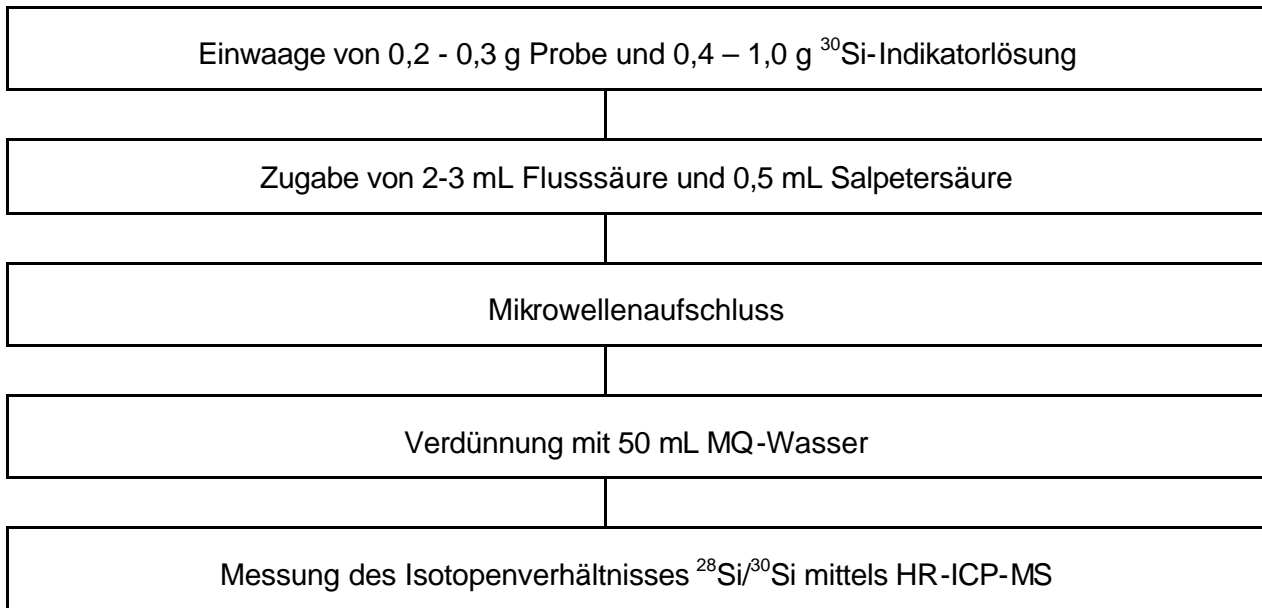 Einwaage von 0,2 - 0,3 g Probe und 0,4 – 1,0 g ³⁰Si-Indikatorlösung
Zugabe von 2-3 mL Flusssäure und 0,5 mL Salpetersäure
Mikrowellenaufschluss
Verdünnung mit 50 mL MQ-Wasser
Messung des Isotopenverhältnisses ²⁸Si/³⁰Si mittels HR-ICP-MS